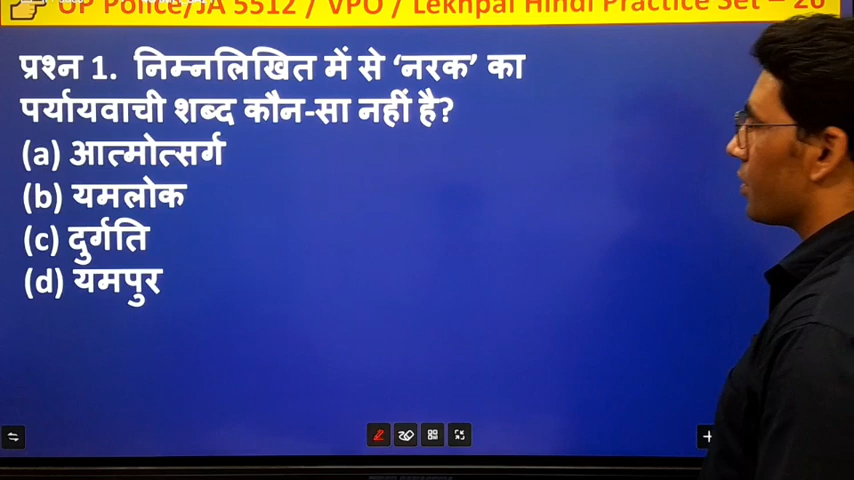 UP Police/JA 5512 / VPO / Lekhpal Hindi Practice Set – 26
प्रश्न 1. निम्नलिखित में से ‘नरक’ का
पर्यायवाची शब्द कौन-सा नहीं है?
(a) आत्मोत्सर्ग
(b) यमलोक
(c) दुर्गति
(d) यमपुर